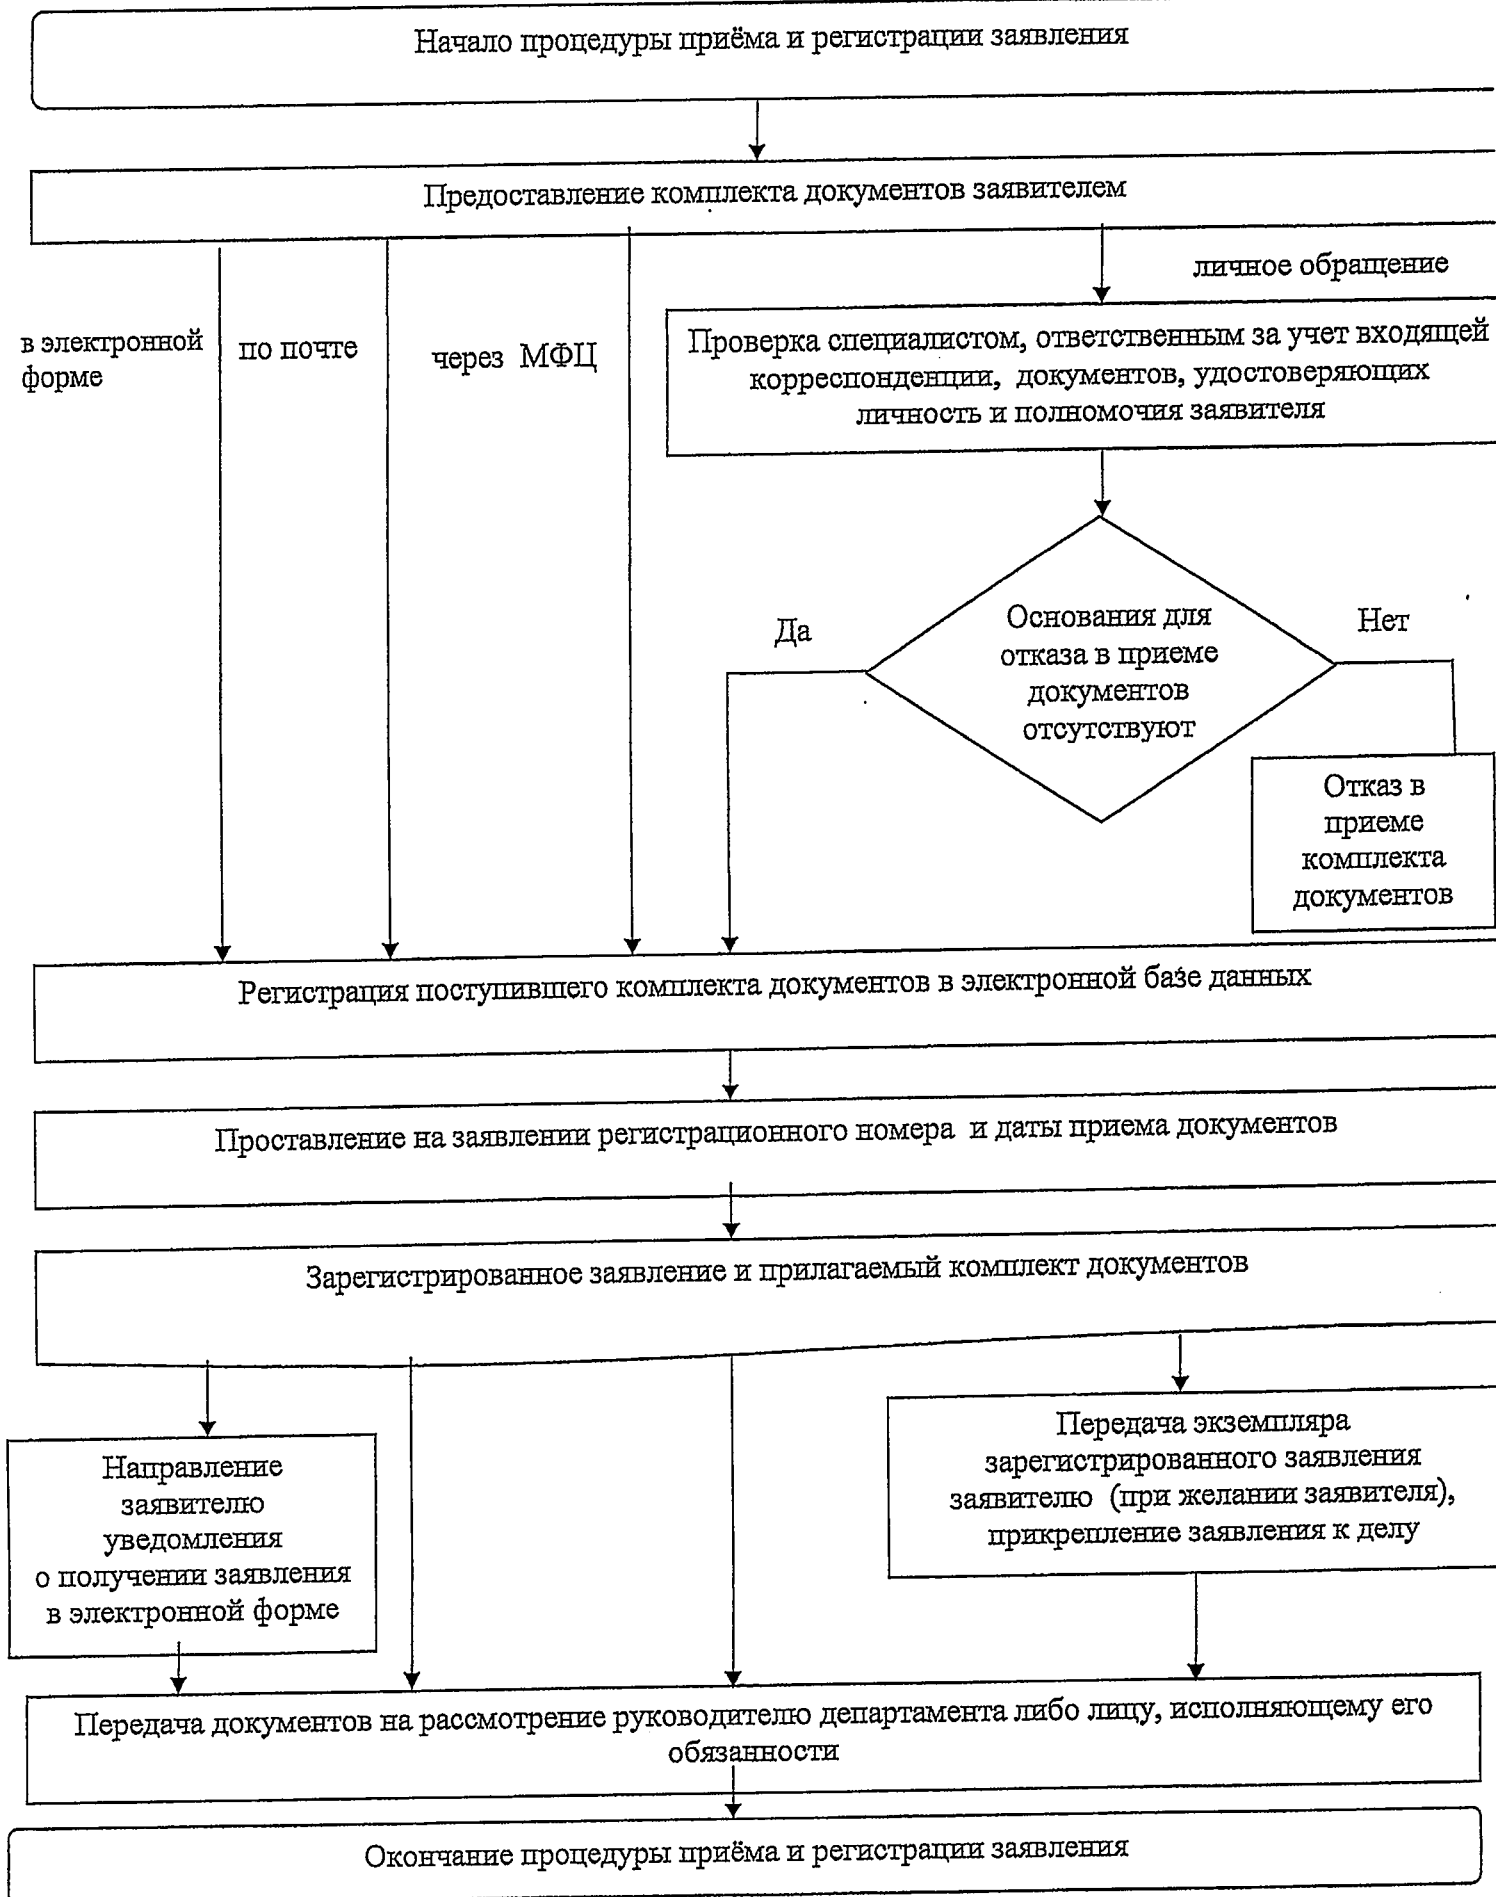 Начало процедуры приёма и регистрации заявления
Предоставление комплекта документов заявителем
личное обращение
в электронной
форме
по почте
через МФЦ
Проверка специалистом, ответственным за учет входящей
корреспонденции, документов, удостоверяющих
личность и полномочия заявителя
Да
Основания для
отказа в приеме
документов
отсутствуют
Нет
Отказ в
приеме
комплекта
документов
Регистрация поступившего комплекта документов в электронной базе данных
Проставление на заявлении регистрационного номера и даты приема документов
Зарегистрированное заявление и прилагаемый комплект документов
Направление
заявителю
уведомления
о получении заявления
в электронной форме
Передача экземпляра
зарегистрированного заявления
заявителю (при желании заявителя),
прикрепление заявления к делу
Передача документов на рассмотрение руководителю департамента либо лицу, исполняющему его
обязанности
Окончание процедуры приёма и регистрации заявления